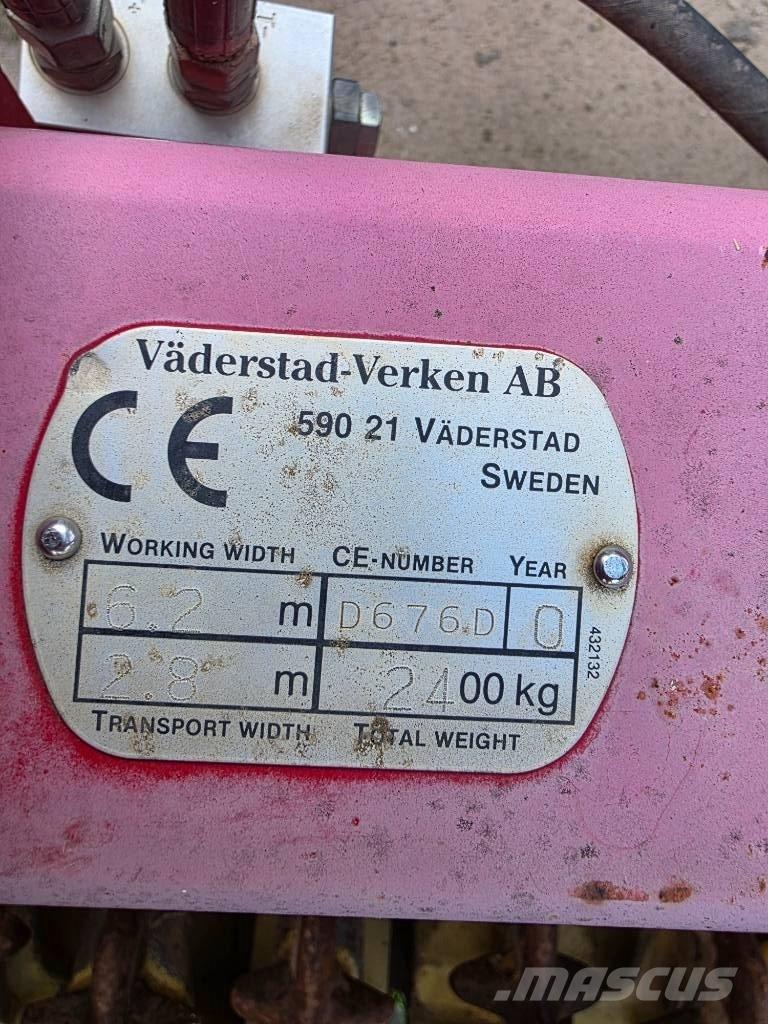 Väderstad-Verken AB
CE
590 21 VÄDERSTAD
SWEDEN
WORKING WIDTH CE-NUMBER YEAR
6.2 m D676D 0
2.8 m 2400 kg
TRANSPORT WIDTH TOTAL WEIGHT
432132
MASCUS